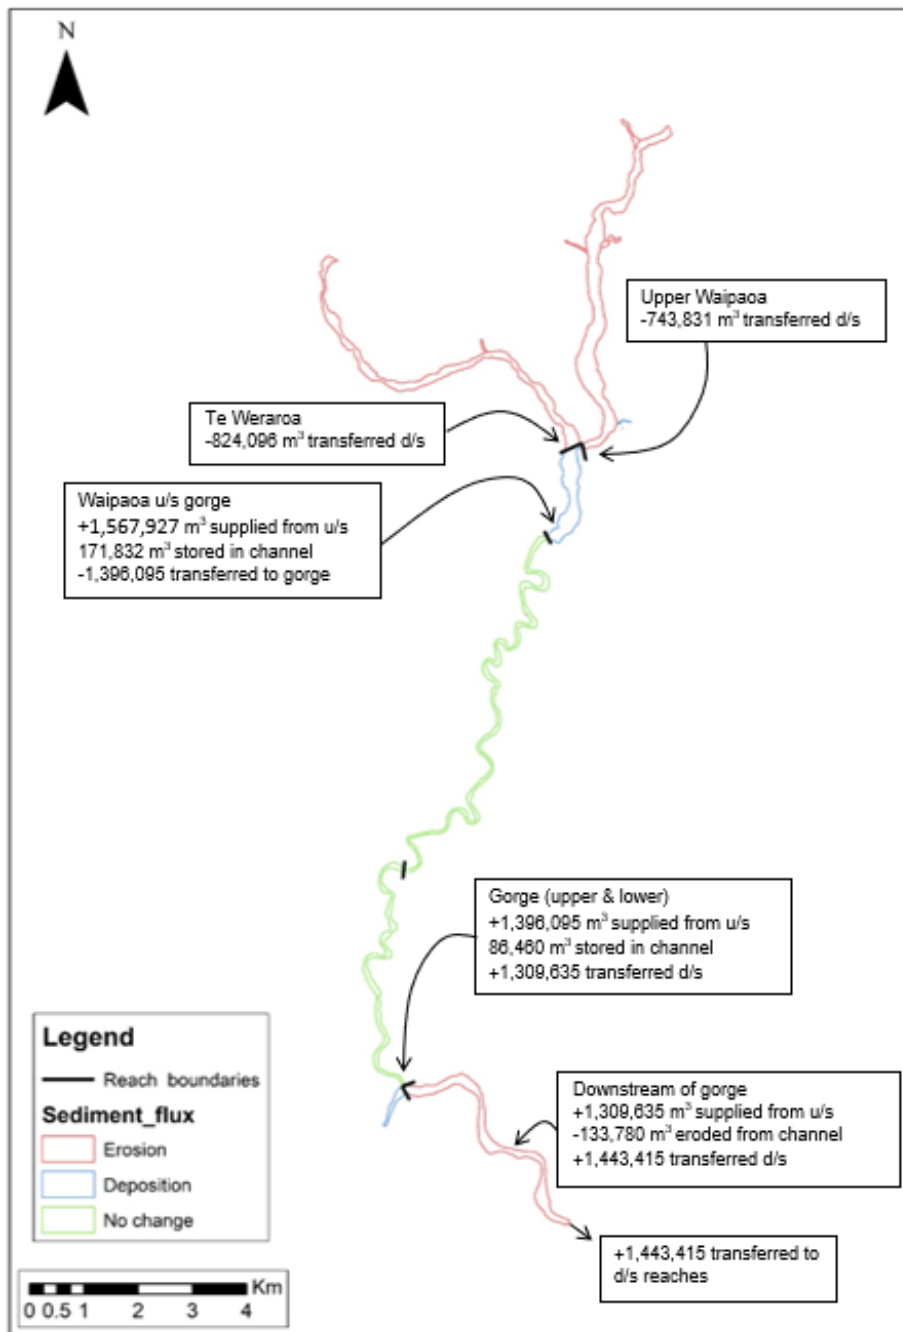 N
Upper Waipaoa
-743,831 m³ transferred d/s
Te Weraroa
-824,096 m³ transferred d/s
Waipaoa u/s gorge
+1,567,927 m³ supplied from u/s
171,832 m³ stored in channel
-1,396,095 transferred to gorge
Gorge (upper & lower)
+1,396,095 m³ supplied from u/s
86,460 m³ stored in channel
+1,309,635 transferred d/s
Legend
Reach boundaries
Sediment_flux
Erosion
Deposition
No change
Downstream of gorge
+1,309,635 m³ supplied from u/s
-133,780 m³ eroded from channel
+1,443,415 transferred d/s
+1,443,415 transferred to
d/s reaches
Km
0 0.5 1 2 3 4